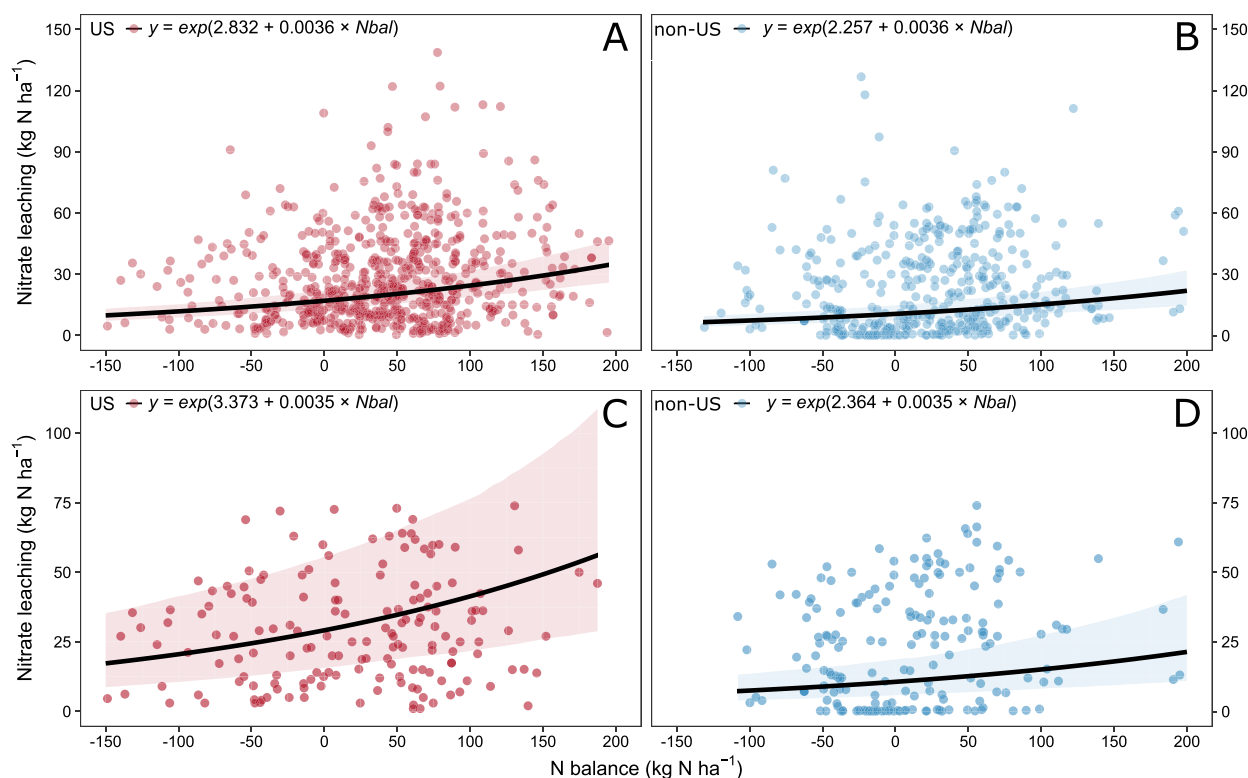 US y = exp(2.832 + 0.0036 × Nbal) A
non-US y = exp(2.257 + 0.0036 × Nbal) B
Nitrate leaching (kg N ha⁻¹)
150
120
90
60
30
0
150
120
90
60
30
0
-150 -100 -50 0 50 100 150 200
-150 -100 -50 0 50 100 150 200
US y = exp(3.373 + 0.0035 × Nbal) C
non-US y = exp(2.364 + 0.0035 × Nbal) D
Nitrate leaching (kg N ha⁻¹)
100
75
50
25
0
100
75
50
25
0
-150 -100 -50 0 50 100 150 200
-150 -100 -50 0 50 100 150 200
N balance (kg N ha⁻¹)